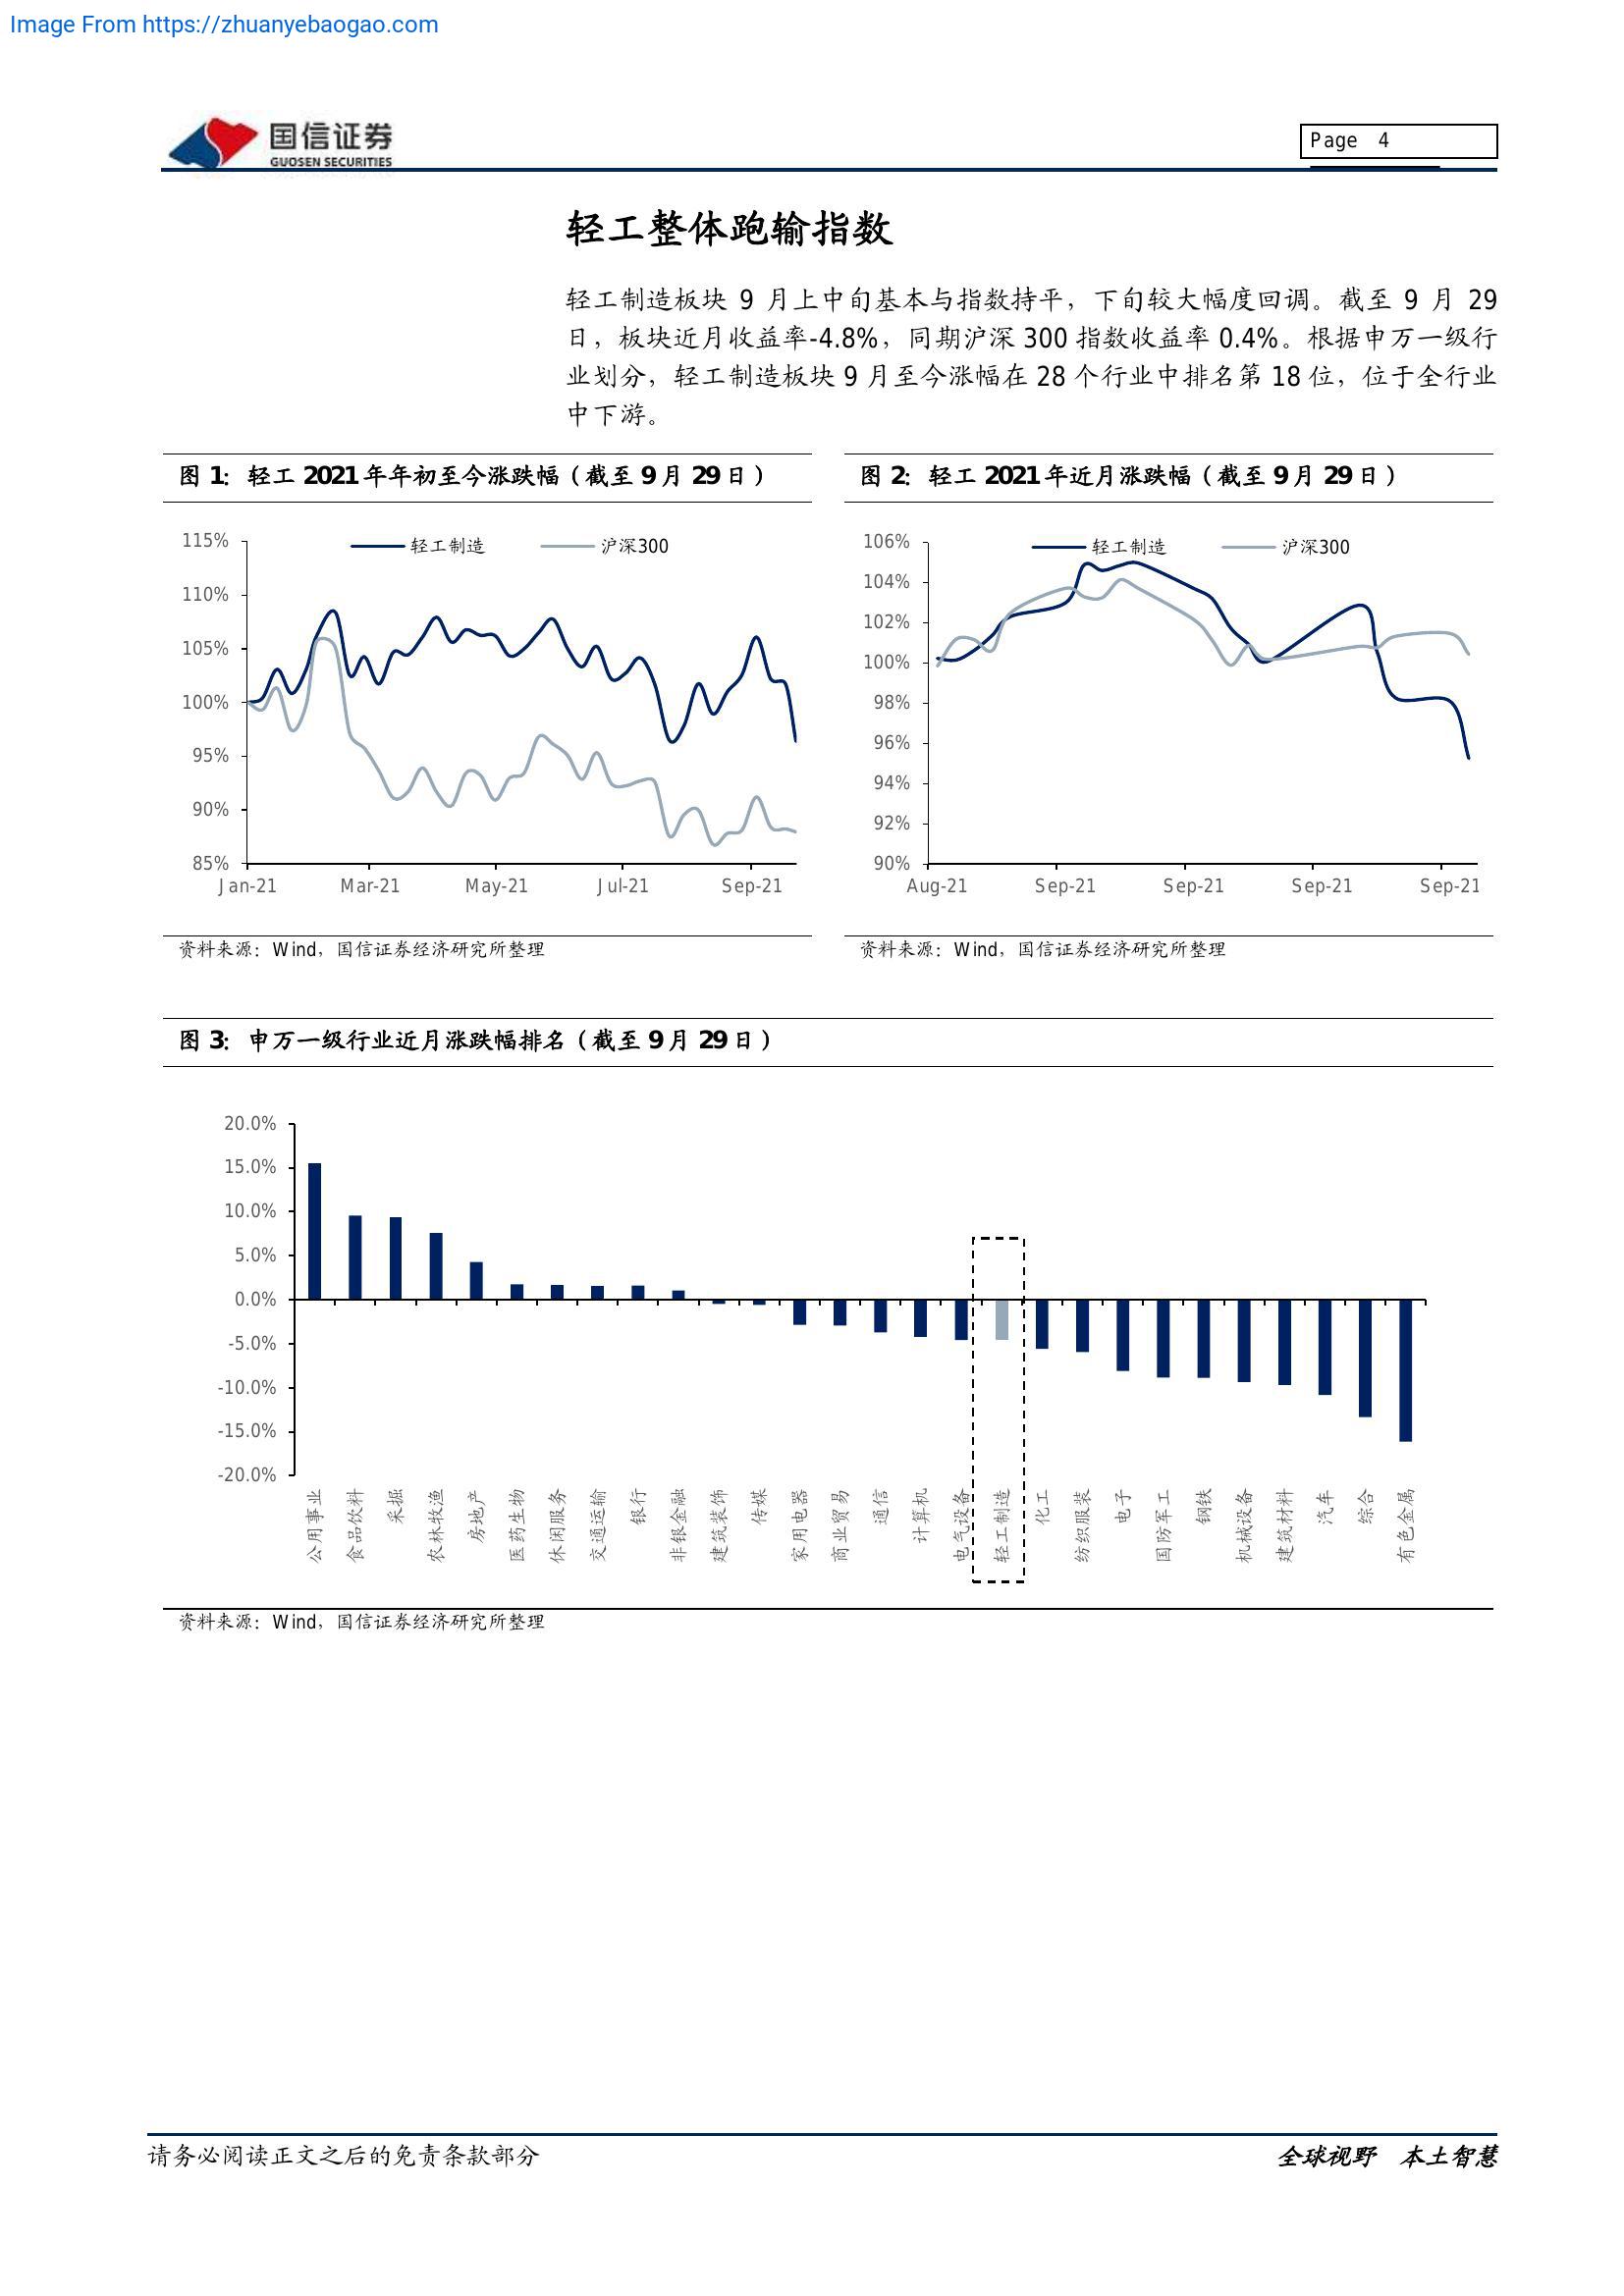 Image From https://zhuanyebaogao.com
国信证券
GUOSEN SECURITIES
Page 4
轻工整体跑输指数
轻工制造板块 9 月上中旬基本与指数持平，下旬较大幅度回调。截至 9 月 29
日，板块近月收益率-4.8%，同期沪深 300 指数收益率 0.4%。根据申万一级行
业划分，轻工制造板块 9 月至今涨幅在 28 个行业中排名第 18 位，位于全行业
中下游。
图 1：轻工 2021 年年初至今涨跌幅（截至 9 月 29 日）
115%
110%
105%
100%
95%
90%
85%
轻工制造 沪深300
Jan-21 Mar-21 May-21 Jul-21 Sep-21
资料来源：Wind，国信证券经济研究所整理
图 2：轻工 2021 年近月涨跌幅（截至 9 月 29 日）
106%
104%
102%
100%
98%
96%
94%
92%
90%
轻工制造 沪深300
Aug-21 Sep-21 Sep-21 Sep-21 Sep-21
资料来源：Wind，国信证券经济研究所整理
图 3：申万一级行业近月涨跌幅排名（截至 9 月 29 日）
20.0%
15.0%
10.0%
5.0%
0.0%
-5.0%
-10.0%
-15.0%
-20.0%
公用事业
食品饮料
采掘
农林牧渔
房地产
医药生物
休闲服务
交通运输
银行
非银金融
建筑装饰
传媒
家用电器
商业贸易
通信
计算机
电气设备
轻工制造
化工
纺织服装
电子
国防军工
钢铁
机械设备
建筑材料
汽车
综合
有色金属
资料来源：Wind，国信证券经济研究所整理
请务必阅读正文之后的免责条款部分
全球视野 本土智慧